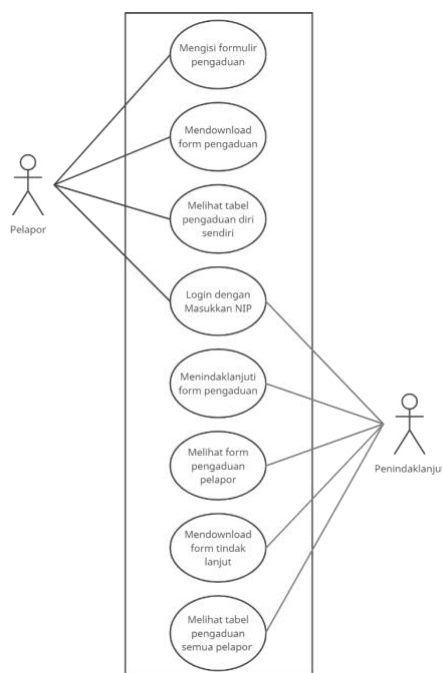 Mengisi formulir
pengaduan
Mendownload
form pengaduan
Pelapor
Melihat tabel
pengaduan diri
sendiri
Login dengan
Masukkan NIP
Menindaklanjuti
form pengaduan
Melihat form
pengaduan
pelapor
Penindaklanjut
Mendownload
form tindak
lanjut
Melihat tabel
pengaduan
semua pelapor